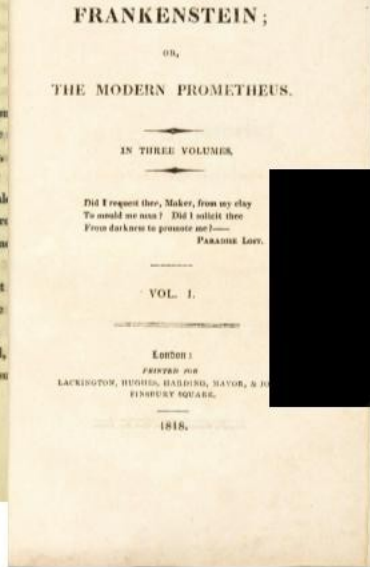 FRANKENSTEIN;
OR,
THE MODERN PROMETHEUS.
IN THREE VOLUMES.
Did I request thee, Maker, from my clay
To mould me man? Did I solicit thee
From darkness to promote me?——
PARADISE LOST.
VOL. I.
London:
PRINTED FOR
LACKINGTON, HUGHES, HARDING, MAVOR, &
FINSBURY SQUARE.
1818.